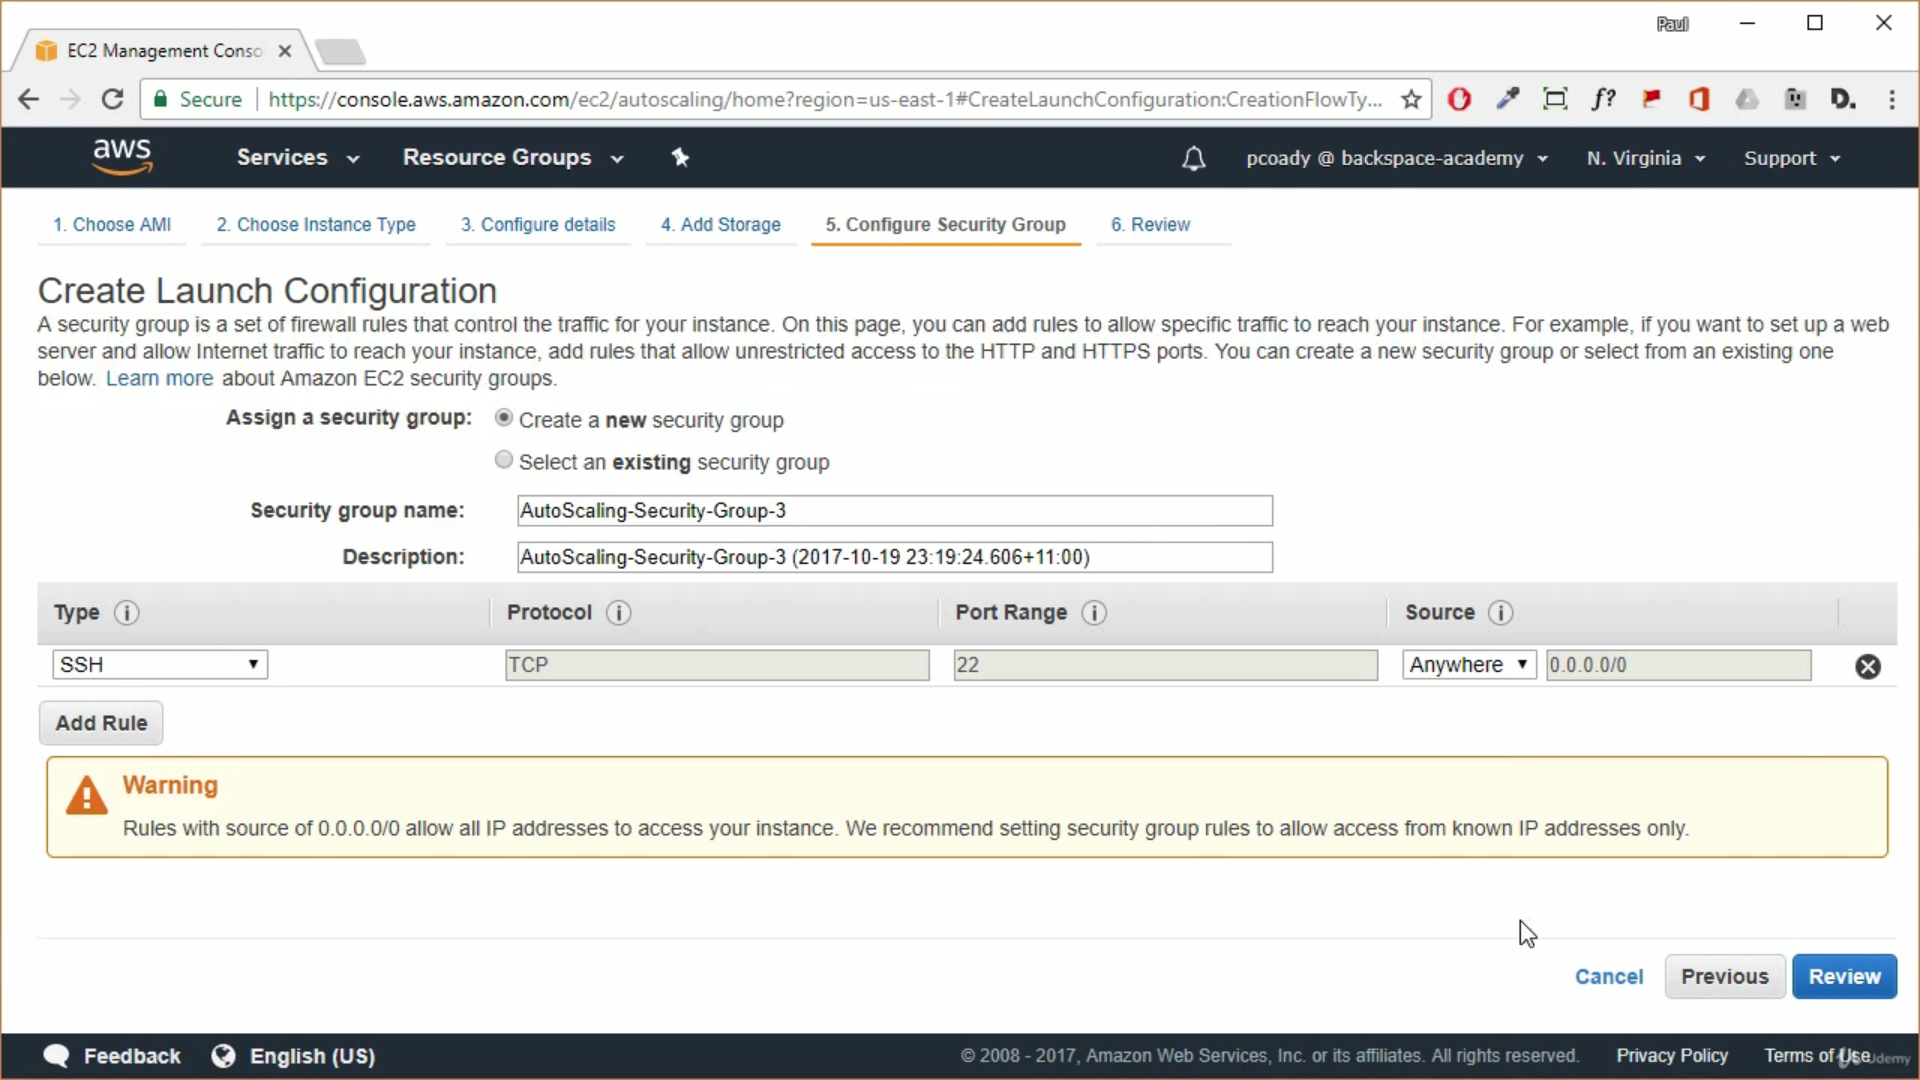 Paul
EC2 Management Conso
Secure
https://console.aws.amazon.com/ec2/autoscaling/home?region=us-east-1#CreateLaunchConfiguration:CreationFlowTy...
f?
D.
aws
Services
Resource Groups
pcoady @ backspace-academy
N. Virginia
Support
1. Choose AMI
2. Choose Instance Type
3. Configure details
4. Add Storage
5. Configure Security Group
6. Review
Create Launch Configuration
A security group is a set of firewall rules that control the traffic for your instance. On this page, you can add rules to allow specific traffic to reach your instance. For example, if you want to set up a web
server and allow Internet traffic to reach your instance, add rules that allow unrestricted access to the HTTP and HTTPS ports. You can create a new security group or select from an existing one
below. Learn more about Amazon EC2 security groups.
Assign a security group:
Create a new security group
Select an existing security group
Security group name:
AutoScaling-Security-Group-3
Description:
AutoScaling-Security-Group-3 (2017-10-19 23:19:24.606+11:00)
Type
Protocol
Port Range
Source
SSH
TCP
22
Anywhere
0.0.0.0/0
Add Rule
Warning
Rules with source of 0.0.0.0/0 allow all IP addresses to access your instance. We recommend setting security group rules to allow access from known IP addresses only.
Cancel
Previous
Review
Feedback
English (US)
© 2008 - 2017, Amazon Web Services, Inc. or its affiliates. All rights reserved.
Privacy Policy
Terms of Use
Udemy